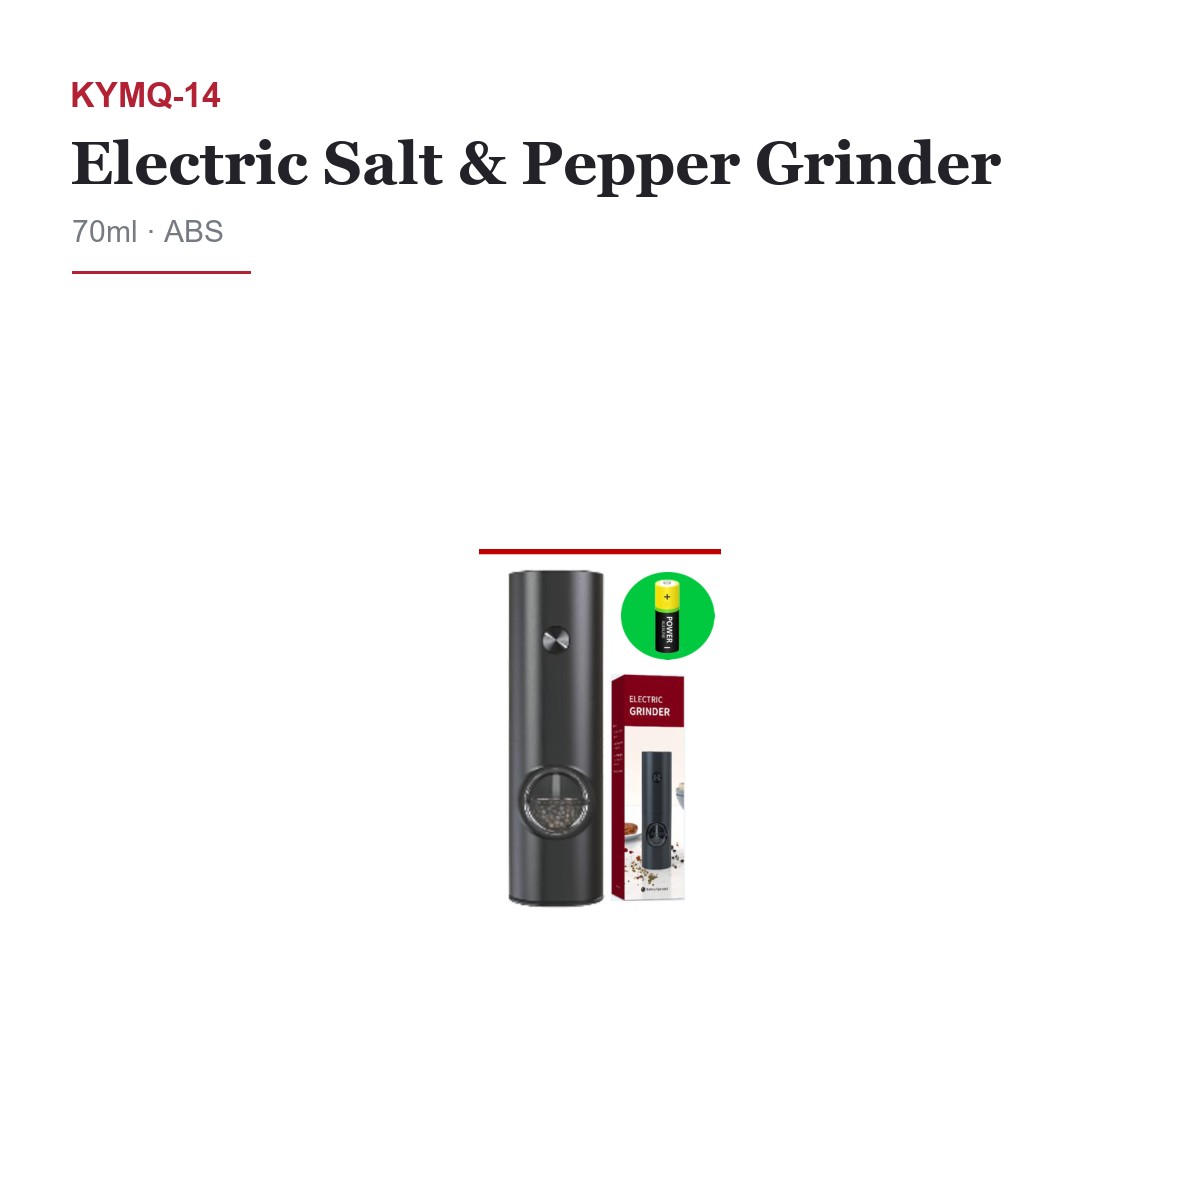 KYMQ-14
Electric Salt & Pepper Grinder
70ml · ABS
+
POWER
ELECTRIC
GRINDER